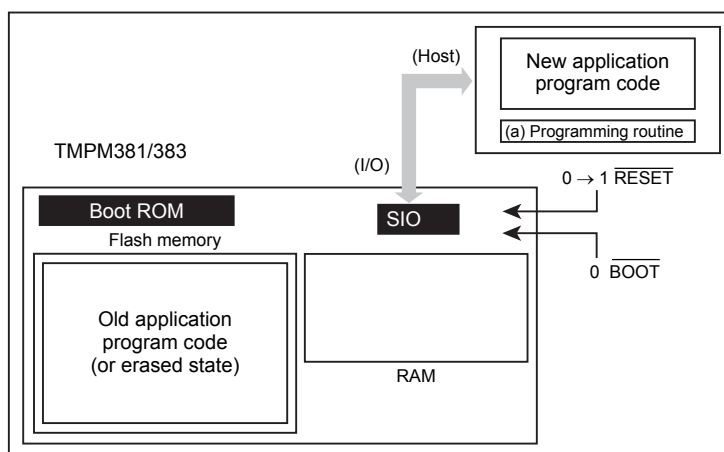 (Host)
New application
program code
(a) Programming routine
TMPM381/383
(I/O)
0 → 1 RESET
Boot ROM
SIO
Flash memory
0 BOOT
Old application
program code
(or erased state)
RAM